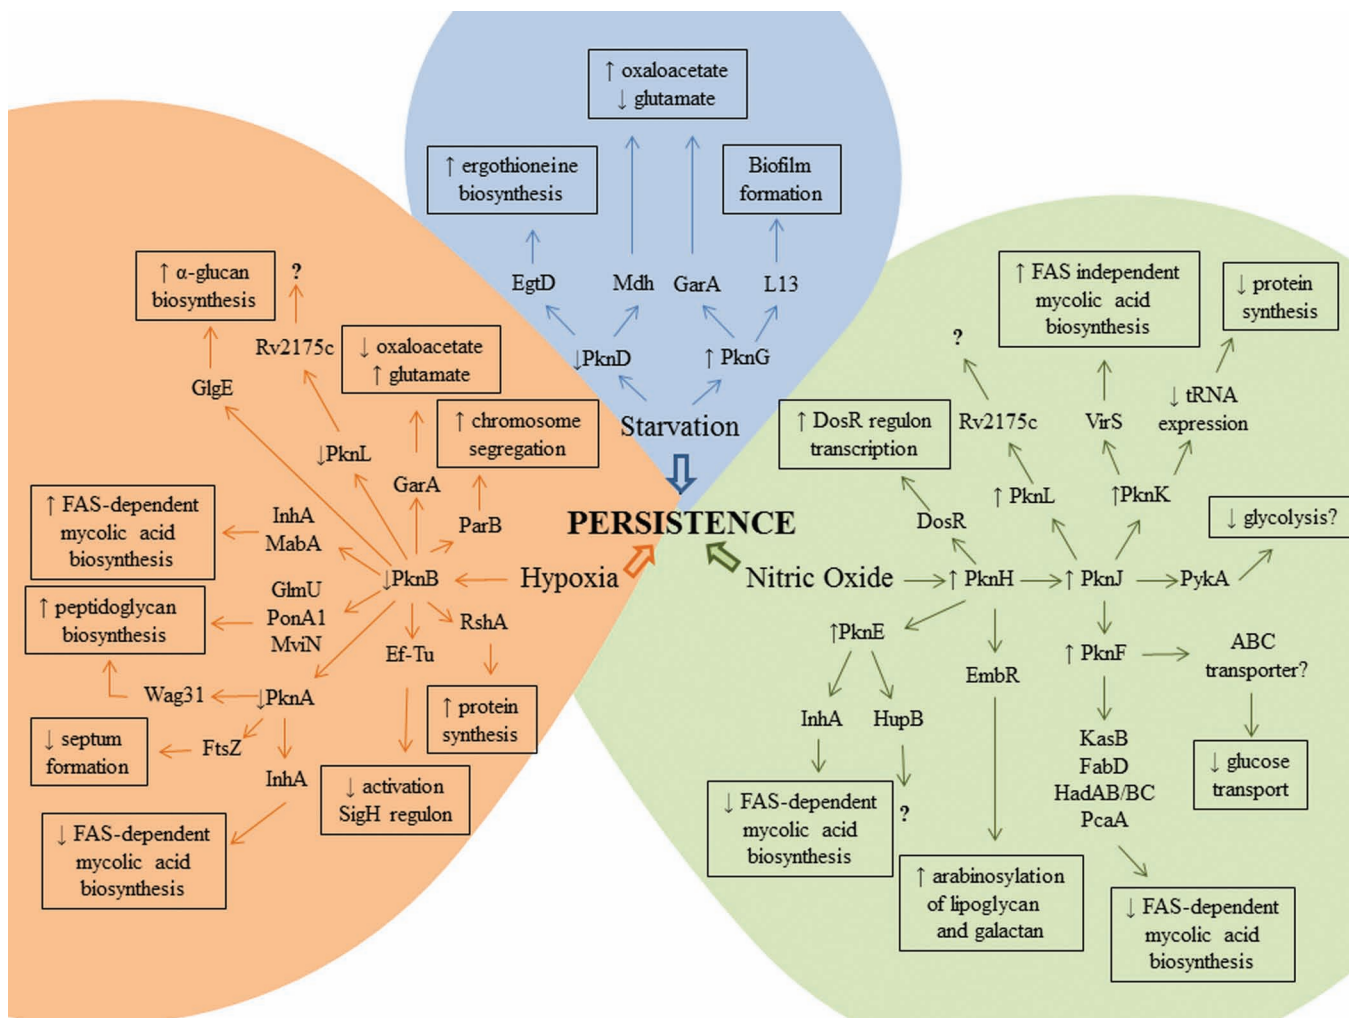 ↑ oxaloacetate
↓ glutamate
↑ ergothioneine
biosynthesis
Biofilm
formation
EgtD
Mdh
GarA
L13
↓PknD
↑ PknG
Starvation
PERSISTENCE
↑ α-glucan
biosynthesis
?
Rv2175c
↓ oxaloacetate
↑ glutamate
GlgE
↑ chromosome
segregation
↓PknL
GarA
ParB
↑ FAS-dependent
mycolic acid
biosynthesis
InhA
MabA
↓PknB
Hypoxia
↑ peptidoglycan
biosynthesis
GlmU
PonA1
MviN
RshA
Ef-Tu
Wag31
↓PknA
↑ protein
synthesis
↓ septum
formation
FtsZ
InhA
↓ activation
SigH regulon
↓ FAS-dependent
mycolic acid
biosynthesis
↑ FAS independent
mycolic acid
biosynthesis
↓ protein
synthesis
?
Rv2175c
VirS
↓ tRNA
expression
↑ DosR regulon
transcription
↑ PknL
↑PknK
DosR
↓ glycolysis?
Nitric Oxide
↑ PknH
↑ PknJ
PykA
↑PknE
↑ PknF
ABC
transporter?
EmbR
InhA
HupB
KasB
FabD
HadAB/BC
PcaA
↓ glucose
transport
↓ FAS-dependent
mycolic acid
biosynthesis
?
↑ arabinosylation
of lipoglycan
and galactan
↓ FAS-dependent
mycolic acid
biosynthesis